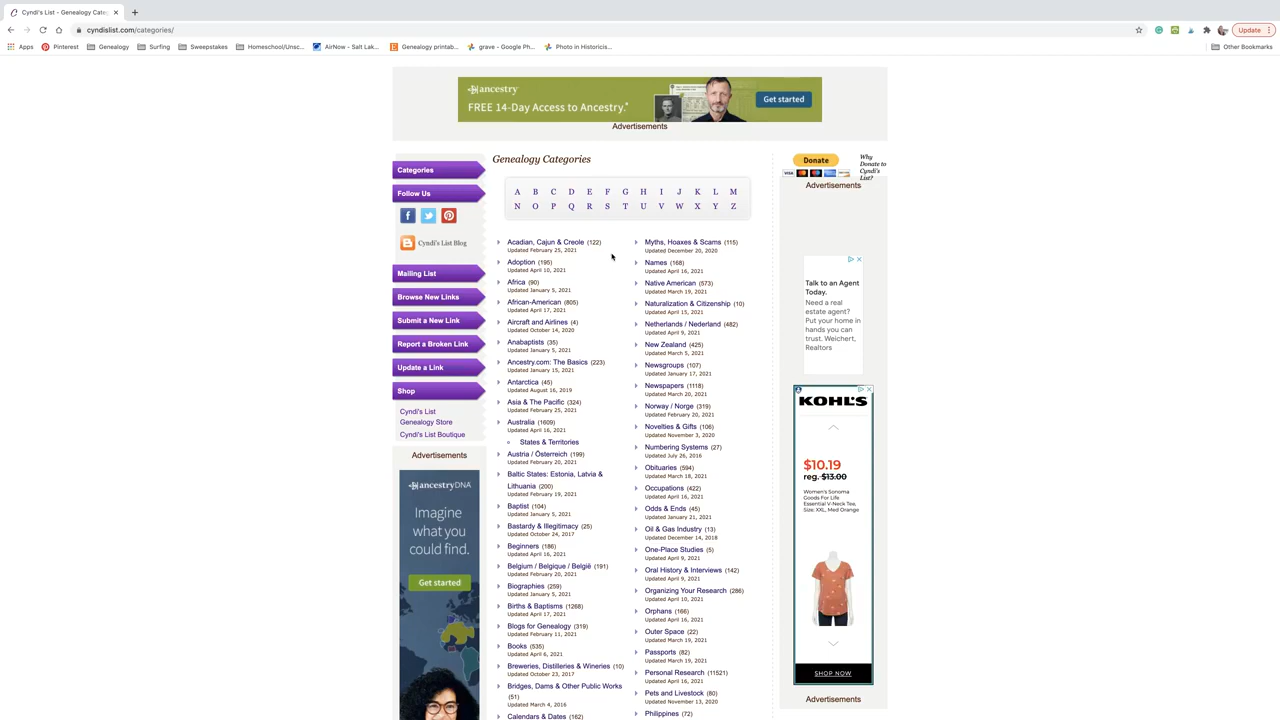 Cyndi's List - Genealogy Cate
cyndislist.com/categories/
Update
Apps
Pinterest
Genealogy
Surfing
Sweepstakes
Homeschool/Unsc...
AirNow - Salt Lak...
Genealogy printab...
grave - Google Ph...
Photo in Historicis...
Other Bookmarks
ancestry
FREE 14-Day Access to Ancestry.*
Get started
Advertisements
Categories
Follow Us
Cyndi's List Blog
Mailing List
Browse New Links
Submit a New Link
Report a Broken Link
Update a Link
Shop
Cyndi's List
Genealogy Store
Cyndi's List Boutique
Advertisements
ancestryDNA
Imagine
what you
could find.
Get started
Genealogy Categories
A B C D E F G H I J K L M
N O P Q R S T U V W X Y Z
Acadian, Cajun & Creole (122)
Updated February 25, 2021
Adoption (195)
Updated April 10, 2021
Africa (90)
Updated January 5, 2021
African-American (805)
Updated April 17, 2021
Aircraft and Airlines (4)
Updated October 14, 2020
Anabaptists (35)
Updated January 5, 2021
Ancestry.com: The Basics (223)
Updated January 15, 2021
Antarctica (45)
Updated August 16, 2019
Asia & The Pacific (324)
Updated February 25, 2021
Australia (1609)
Updated April 16, 2021
States & Territories
Austria / Österreich (199)
Updated February 20, 2021
Baltic States: Estonia, Latvia &
Lithuania (200)
Updated February 19, 2021
Baptist (104)
Updated January 5, 2021
Bastardy & Illegitimacy (25)
Updated October 24, 2017
Beginners (186)
Updated April 16, 2021
Belgium / Belgique / België (191)
Updated February 20, 2021
Biographies (259)
Updated January 5, 2021
Births & Baptisms (1268)
Updated April 17, 2021
Blogs for Genealogy (319)
Updated February 11, 2021
Books (535)
Updated April 6, 2021
Breweries, Distilleries & Wineries (10)
Updated October 23, 2017
Bridges, Dams & Other Public Works
(51)
Updated March 4, 2016
Calendars & Dates (162)
Myths, Hoaxes & Scams (115)
Updated December 20, 2020
Names (168)
Updated April 16, 2021
Native American (573)
Updated March 19, 2021
Naturalization & Citizenship (10)
Updated April 15, 2021
Netherlands / Nederland (482)
Updated April 9, 2021
New Zealand (425)
Updated March 5, 2021
Newsgroups (107)
Updated January 17, 2021
Newspapers (1118)
Updated March 20, 2021
Norway / Norge (319)
Updated February 20, 2021
Novelties & Gifts (106)
Updated November 3, 2020
Numbering Systems (27)
Updated July 26, 2016
Obituaries (594)
Updated March 18, 2021
Occupations (422)
Updated April 16, 2021
Odds & Ends (45)
Updated January 21, 2021
Oil & Gas Industry (13)
Updated December 14, 2018
One-Place Studies (5)
Updated April 9, 2021
Oral History & Interviews (142)
Updated April 9, 2021
Organizing Your Research (286)
Updated April 10, 2021
Orphans (166)
Updated April 16, 2021
Outer Space (22)
Updated March 19, 2021
Passports (82)
Updated March 19, 2021
Personal Research (11521)
Updated April 16, 2021
Pets and Livestock (80)
Updated November 13, 2020
Philippines (72)
Donate
VISA
Why
Donate to
Cyndi's
List?
Advertisements
Talk to an Agent
Today.
Need a real
estate agent?
Put your home in
hands you can
trust. Weichert,
Realtors
KOHL'S
$10.19
reg. $13.00
Women's Sonoma
Goods For Life
Essential V-Neck Tee,
Size: XXL, Med Orange
SHOP NOW
Advertisements